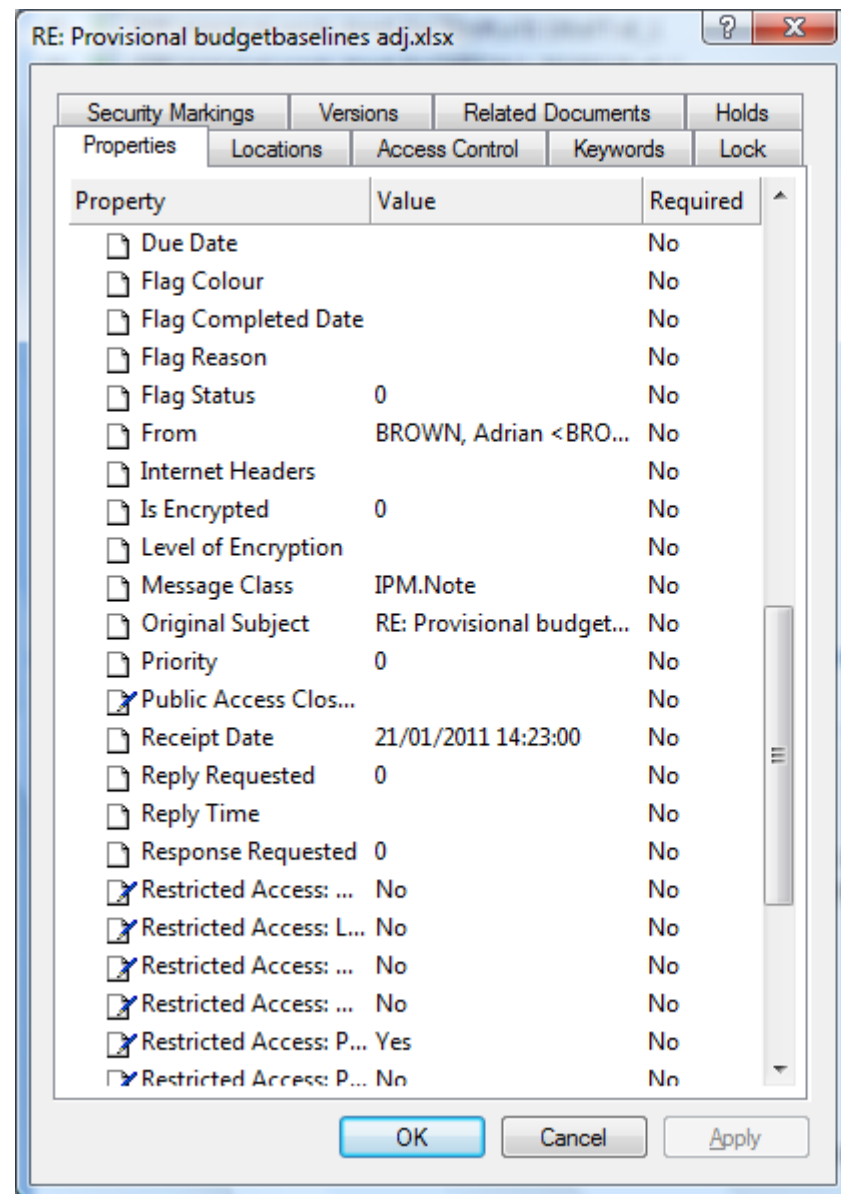 RE: Provisional budgetbaselines adj.xlsx
Security Markings Versions Related Documents Holds
Properties Locations Access Control Keywords Lock
Property Value Required
Due Date No
Flag Colour No
Flag Completed Date No
Flag Reason No
Flag Status 0 No
From BROWN, Adrian <BRO... No
Internet Headers No
Is Encrypted 0 No
Level of Encryption No
Message Class IPM.Note No
Original Subject RE: Provisional budget... No
Priority 0 No
Public Access Clos... No
Receipt Date 21/01/2011 14:23:00 No
Reply Requested 0 No
Reply Time No
Response Requested 0 No
Restricted Access: ... No No
Restricted Access: L... No No
Restricted Access: ... No No
Restricted Access: ... No No
Restricted Access: P... Yes No
Restricted Access: P... No No
OK Cancel Apply